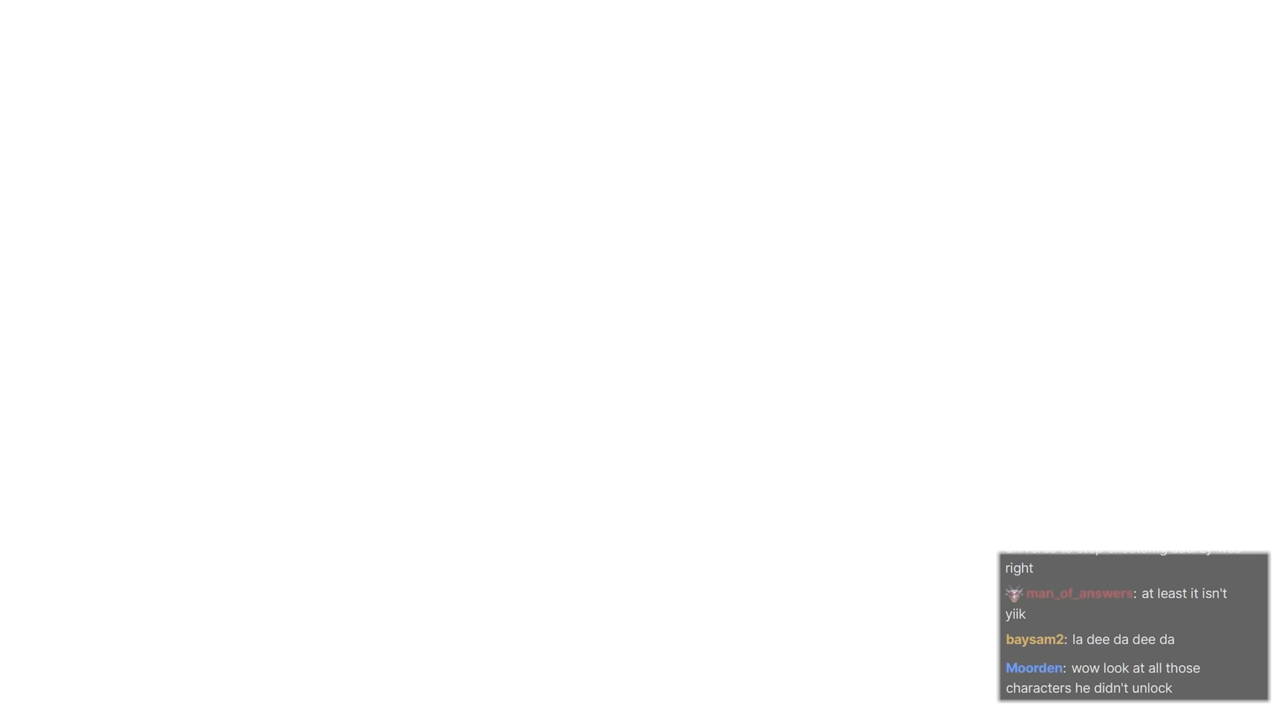 right
man_of_answers: at least it isn't
yiik
baysam2: la dee da dee da
Moorden: wow look at all those
characters he didn't unlock